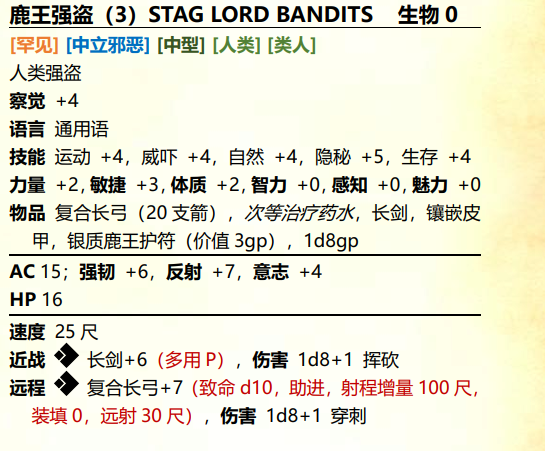 鹿王强盗（3）STAG LORD BANDITS 生物 0
[罕见] [中立邪恶] [中型] [人类] [类人]
人类强盗
察觉 +4
语言 通用语
技能 运动 +4，威吓 +4，自然 +4，隐秘 +5，生存 +4
力量 +2, 敏捷 +3, 体质 +2, 智力 +0, 感知 +0, 魅力 +0
物品 复合长弓（20 支箭），次等治疗药水，长剑，镶嵌皮
甲，银质鹿王护符（价值 3gp），1d8gp
AC 15；强韧 +6，反射 +7，意志 +4
HP 16
速度 25 尺
近战 长剑+6（多用 P），伤害 1d8+1 挥砍
远程 复合长弓+7（致命 d10，助进，射程增量 100 尺，
装填 0，远射 30 尺），伤害 1d8+1 穿刺